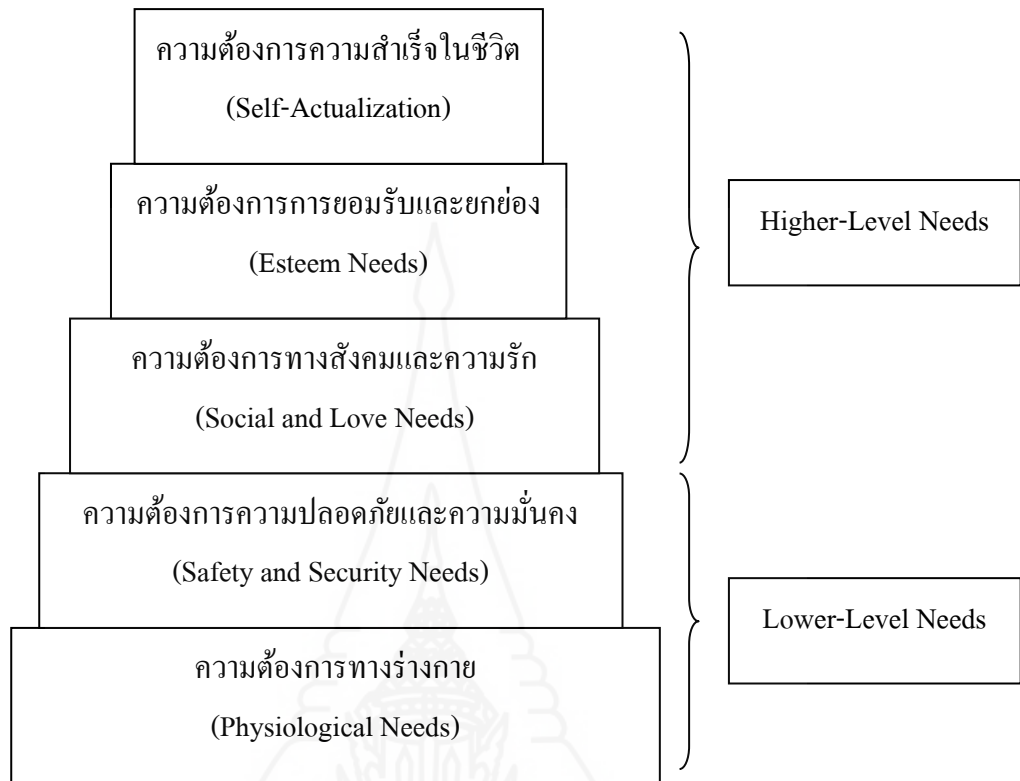 ความต้องการความสำเร็จในชีวิต
(Self-Actualization)
ความต้องการการยอมรับและยกย่อง
(Esteem Needs)
Higher-Level Needs
ความต้องการทางสังคมและความรัก
(Social and Love Needs)
ความต้องการความปลอดภัยและความมั่นคง
(Safety and Security Needs)
Lower-Level Needs
ความต้องการทางร่างกาย
(Physiological Needs)